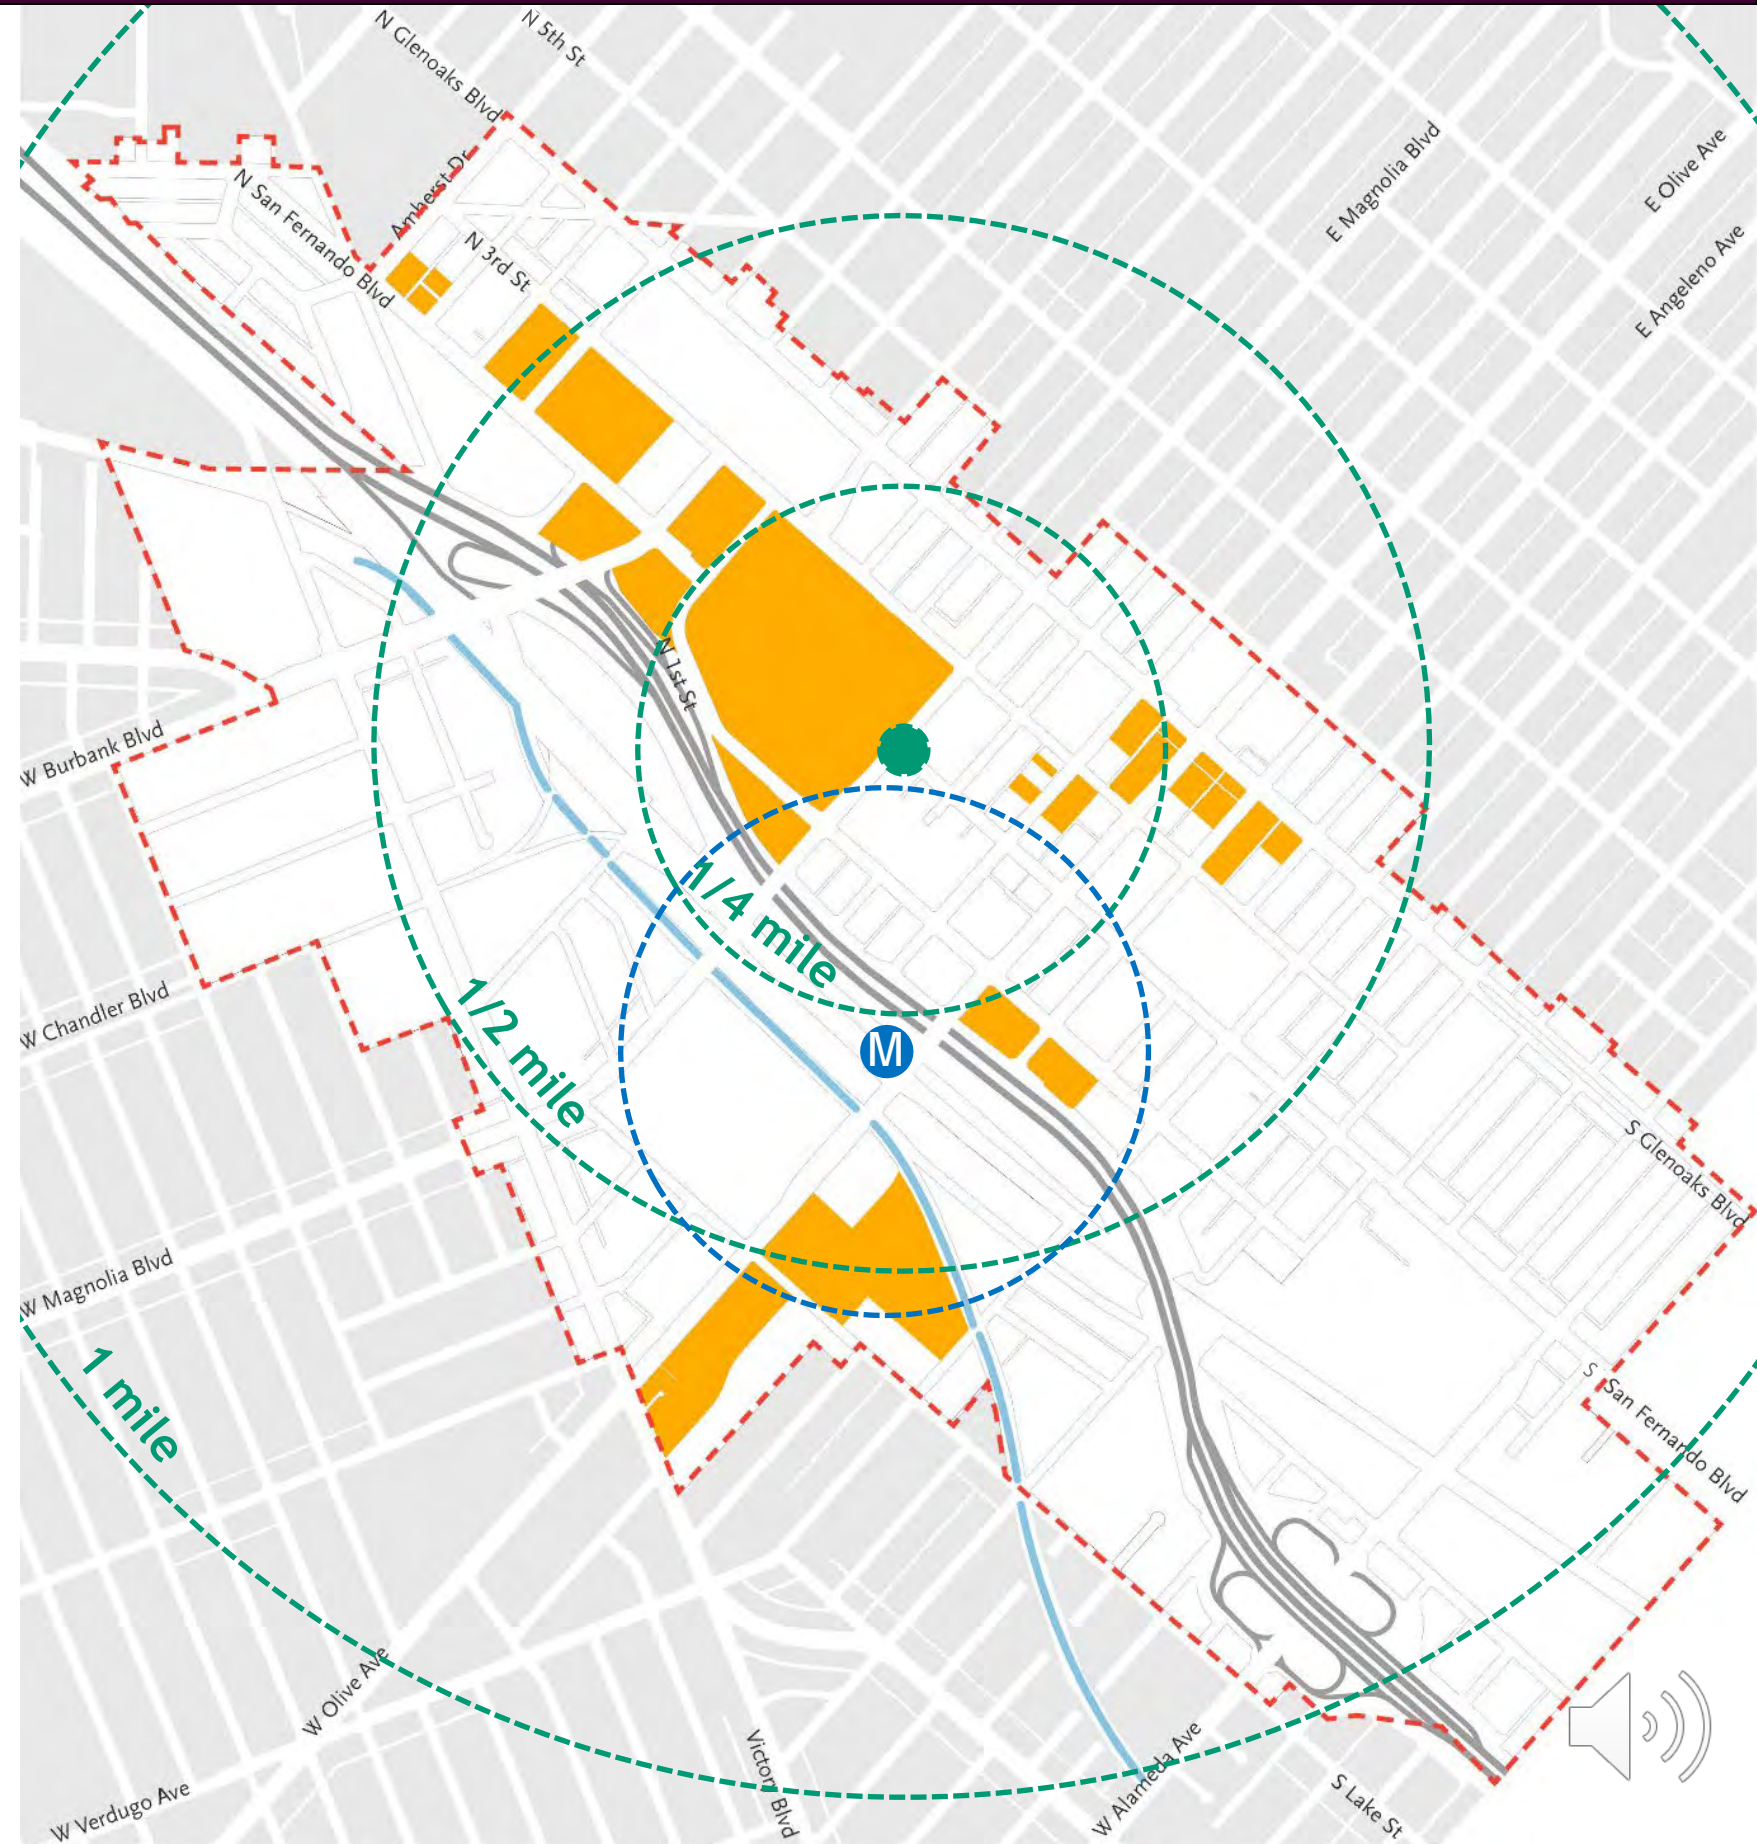 N Glenoaks Blvd
N 5th St
E Magnolia Blvd
E Olive Ave
E Angeleno Ave
Amherst Dr
N San Fernando Blvd
N 3rd St
N 1st St
W Burbank Blvd
1/4 mile
W Chandler Blvd
1/2 mile
M
S Glenoaks Blvd
W Magnolia Blvd
1 mile
S San Fernando Blvd
W Olive Ave
W Verdugo Ave
Victory Blvd
W Alameda Ave
S Lake St